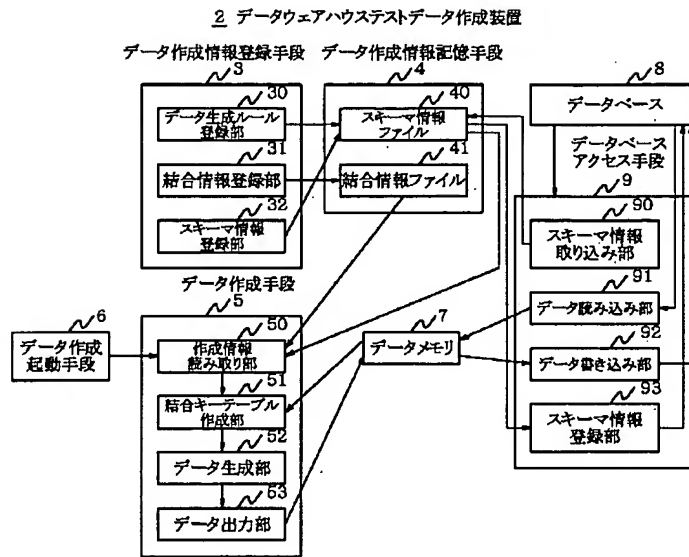 2 データウェアハウステストデータ作成装置
データ作成情報登録手段
3
30
データ生成ルール
登録部
31
結合情報登録部
32
スキーマ情報
登録部
データ作成情報記憶手段
4
40
スキーマ情報
ファイル
41
結合情報ファイル
8
データベース
データベース
アクセス手段
9
90
スキーマ情報
取り込み部
91
データ読み込み部
92
データ書き込み部
93
スキーマ情報
登録部
6
データ作成
起動手段
データ作成手段
5
50
作成情報
読み取り部
51
結合キーテーブル
作成部
52
データ生成部
53
データ出力部
7
データメモリ